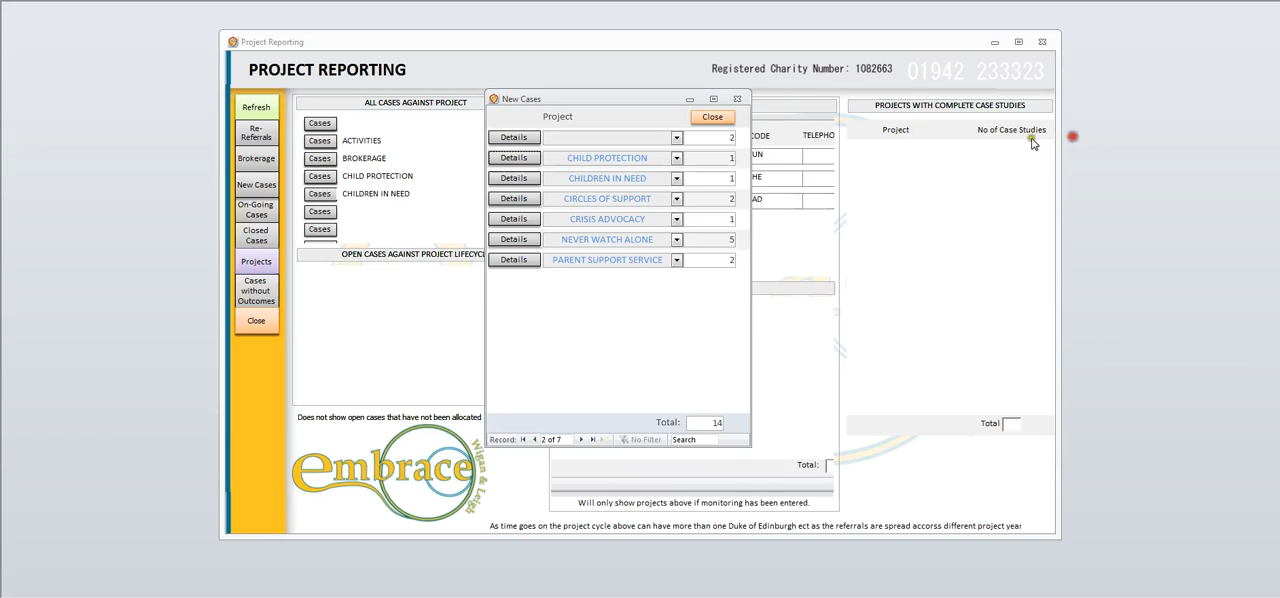 Project Reporting
PROJECT REPORTING
Registered Charity Number: 1082663
01942 233323
Refresh
Re-
Referrals
Brokerage
New Cases
On-Going
Cases
Closed
Cases
Projects
Cases
without
Outcomes
Close
ALL CASES AGAINST PROJECT
Cases
Cases ACTIVITIES
Cases BROKERAGE
Cases CHILD PROTECTION
Cases CHILDREN IN NEED
Cases
Cases
OPEN CASES AGAINST PROJECT LIFECYCL
Does not show open cases that have not been allocated
embrace
Wigan & Leigh
New Cases
Project
Close
Details 2
Details CHILD PROTECTION 1
Details CHILDREN IN NEED 1
Details CIRCLES OF SUPPORT 2
Details CRISIS ADVOCACY 1
Details NEVER WATCH ALONE 5
Details PARENT SUPPORT SERVICE 2
Total: 14
Record: 2 of 7 No Filter Search
CODE TELEPHO
UN
HE
AD
Total:
Will only show projects above if monitoring has been entered.
As time goes on the project cycle above can have more than one Duke of Edinburgh ect as the referrals are spread accorss different project year
PROJECTS WITH COMPLETE CASE STUDIES
Project No of Case Studies
Total